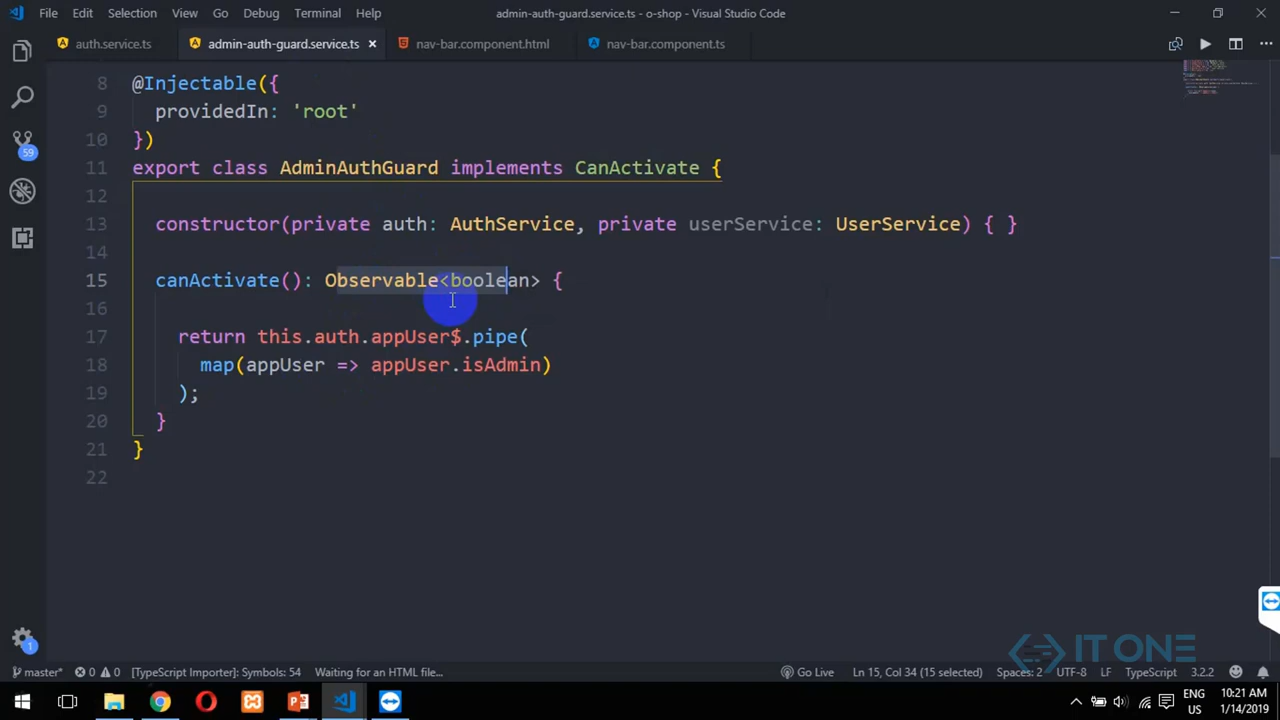 File Edit Selection View Go Debug Terminal Help admin-auth-guard.service.ts - o-shop - Visual Studio Code
auth.service.ts admin-auth-guard.service.ts nav-bar.component.html nav-bar.component.ts
8 @Injectable({
9 providedIn: 'root'
10 })
11 export class AdminAuthGuard implements CanActivate {
12
13 constructor(private auth: AuthService, private userService: UserService) { }
14
15 canActivate(): Observable<boolean> {
16
17 return this.auth.appUser$.pipe(
18 map(appUser => appUser.isAdmin)
19 );
20 }
21 }
22
59
1
IT ONE
master* 0 0 [TypeScript Importer]: Symbols: 54 Waiting for an HTML file... Go Live Ln 15, Col 34 (15 selected) Spaces: 2 UTF-8 LF TypeScript 3.2.2
ENG 10:21 AM
US 1/14/2019